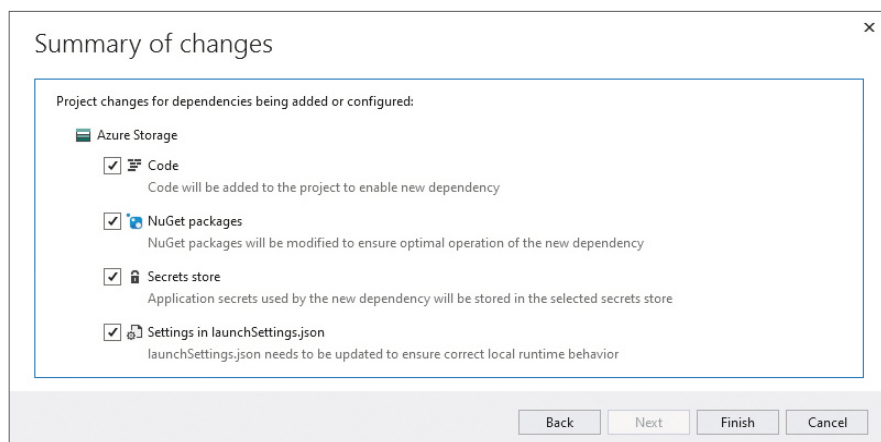 Summary of changes
Project changes for dependencies being added or configured:
Azure Storage
Code
Code will be added to the project to enable new dependency
NuGet packages
NuGet packages will be modified to ensure optimal operation of the new dependency
Secrets store
Application secrets used by the new dependency will be stored in the selected secrets store
Settings in launchSettings.json
launchSettings.json needs to be updated to ensure correct local runtime behavior
Back Next Finish Cancel